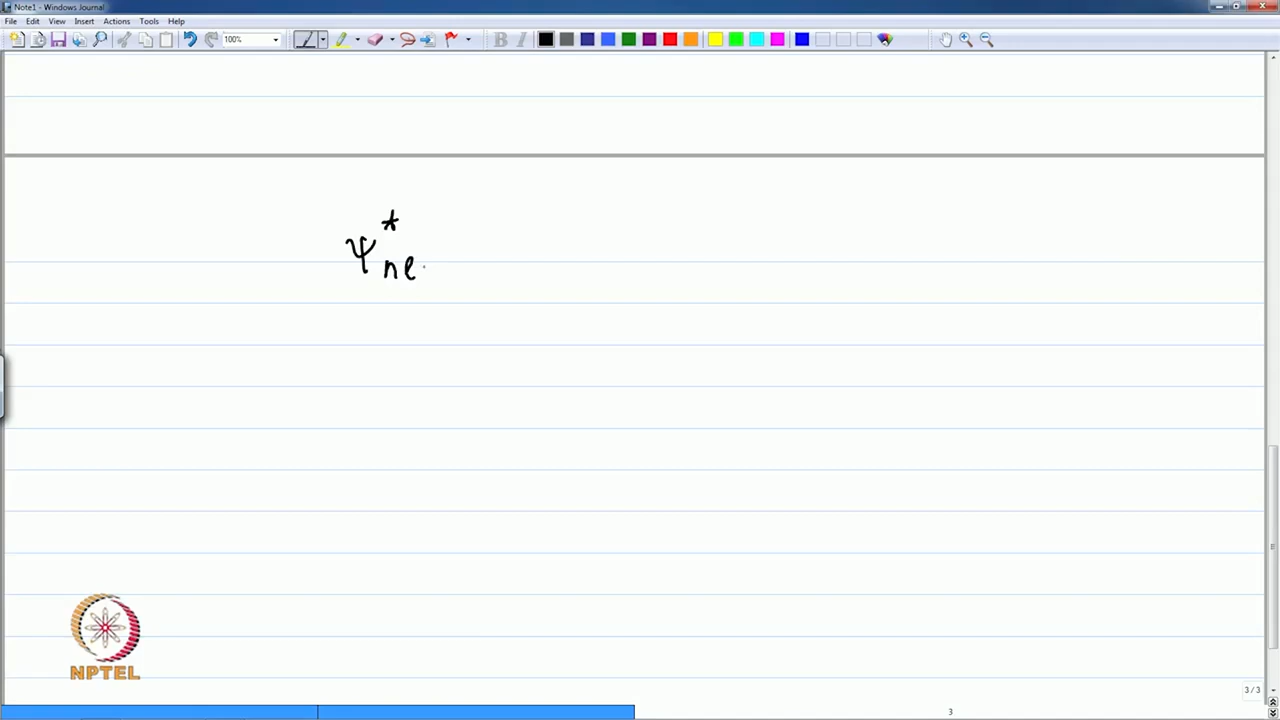 Note1 - Windows Journal
File Edit View Insert Actions Tools Help
100%
ψ*nl
NPTEL
3 / 3
3